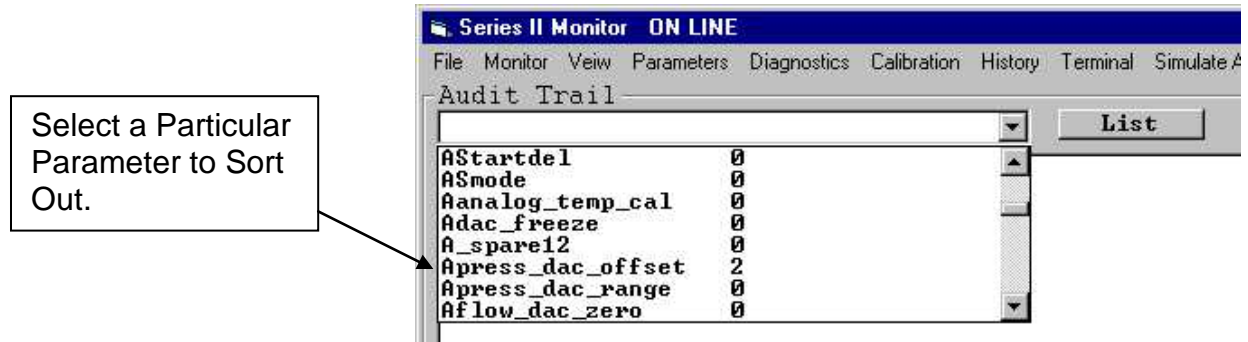 Series II Monitor ON LINE
File Monitor Veiw Parameters Diagnostics Calibration History Terminal Simulate A
Audit Trail
List
Select a Particular
Parameter to Sort
Out.
AStartdel 0
ASmode 0
Aanalog_temp_cal 0
Adac_freeze 0
A_spare12 0
Apress_dac_offset 2
Apress_dac_range 0
Aflow_dac_zero 0